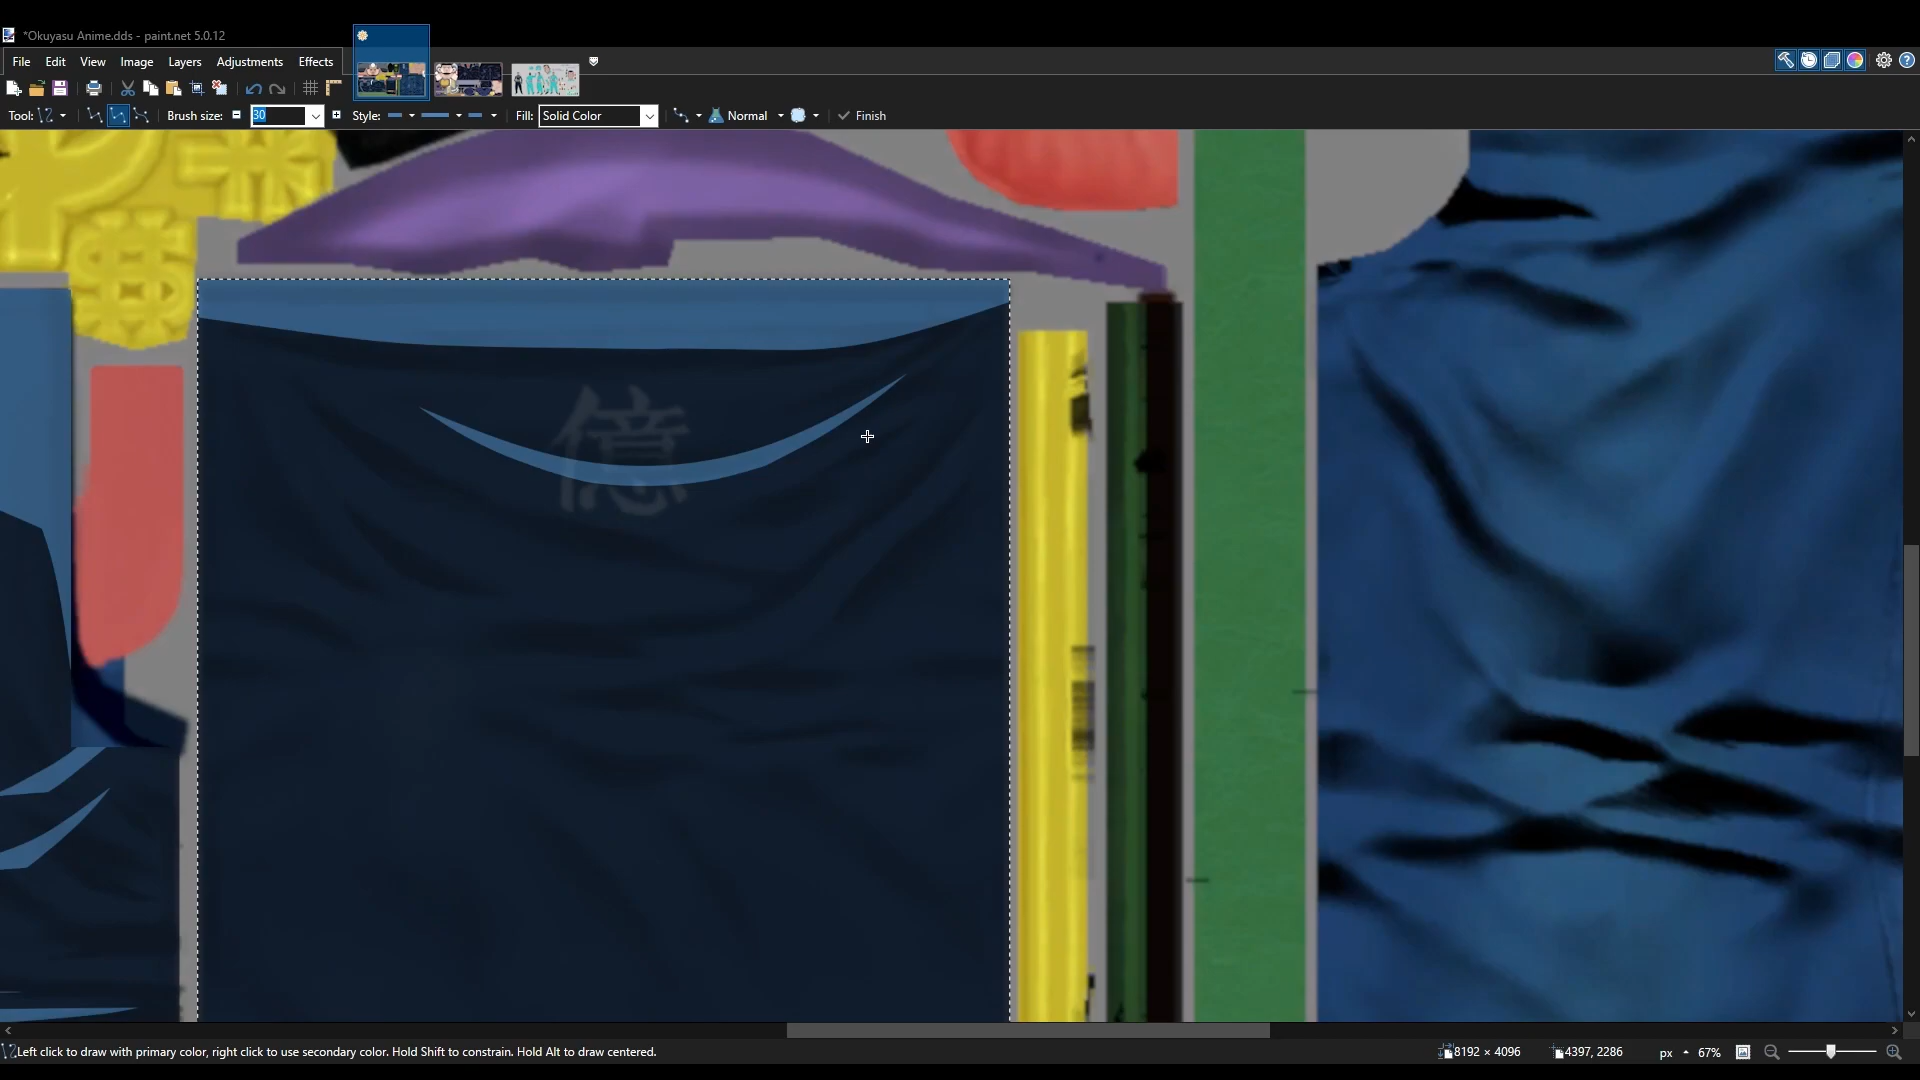 *Okuyasu Anime.dds - paint.net 5.0.12
File Edit View Image Layers Adjustments Effects
Tool: Brush size: 30 Style: Fill: Solid Color Normal Finish
億
Left click to draw with primary color, right click to use secondary color. Hold Shift to constrain. Hold Alt to draw centered.
8192 × 4096 4397, 2286 px 67%